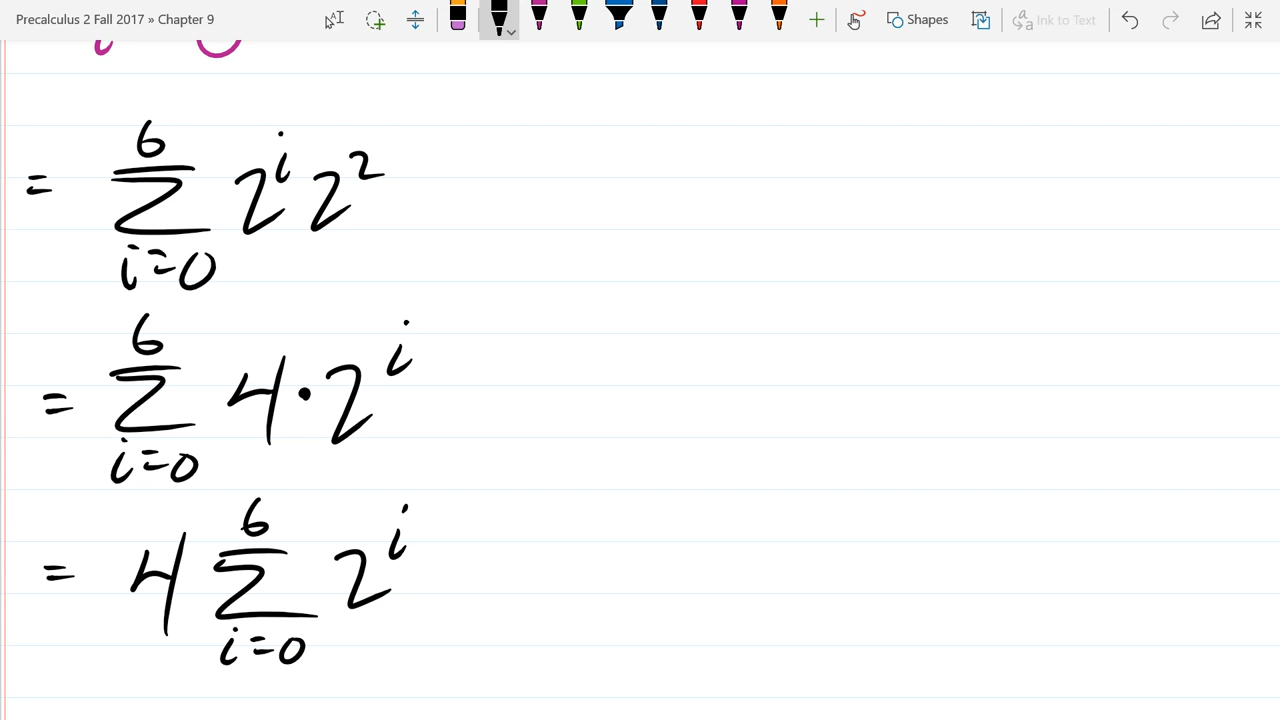 Precalculus 2 Fall 2017 » Chapter 9
Shapes
Ink to Text
6
= Σ 2^i 2^2
i=0
6
= Σ 4·2^i
i=0
6
= 4 Σ 2^i
i=0